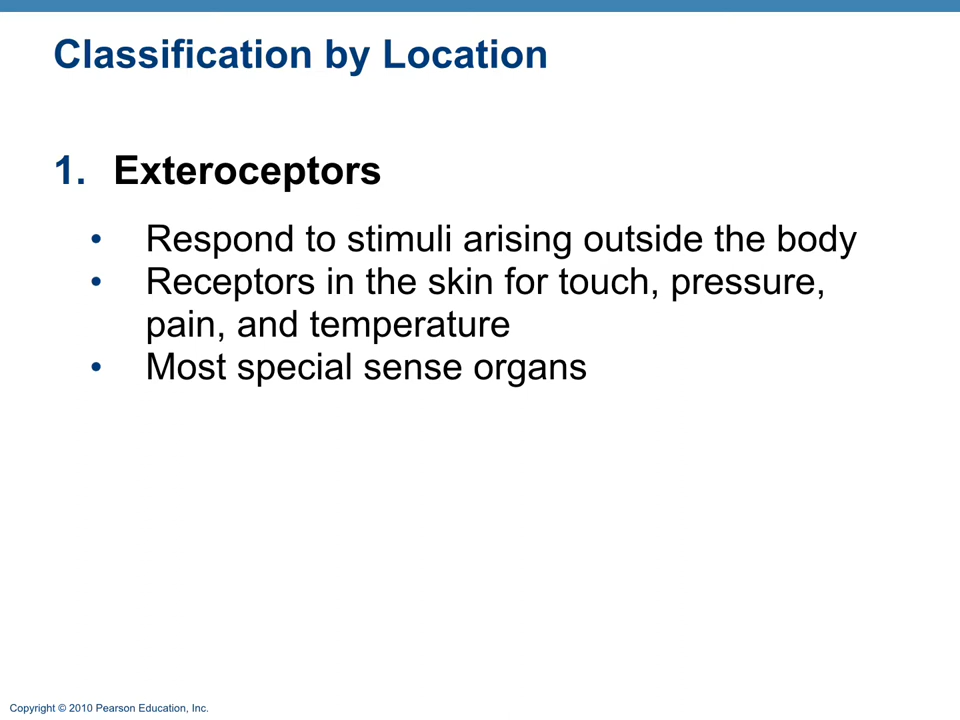 Classification by Location
1. Exteroceptors
• Respond to stimuli arising outside the body
• Receptors in the skin for touch, pressure,
pain, and temperature
• Most special sense organs
Copyright © 2010 Pearson Education, Inc.